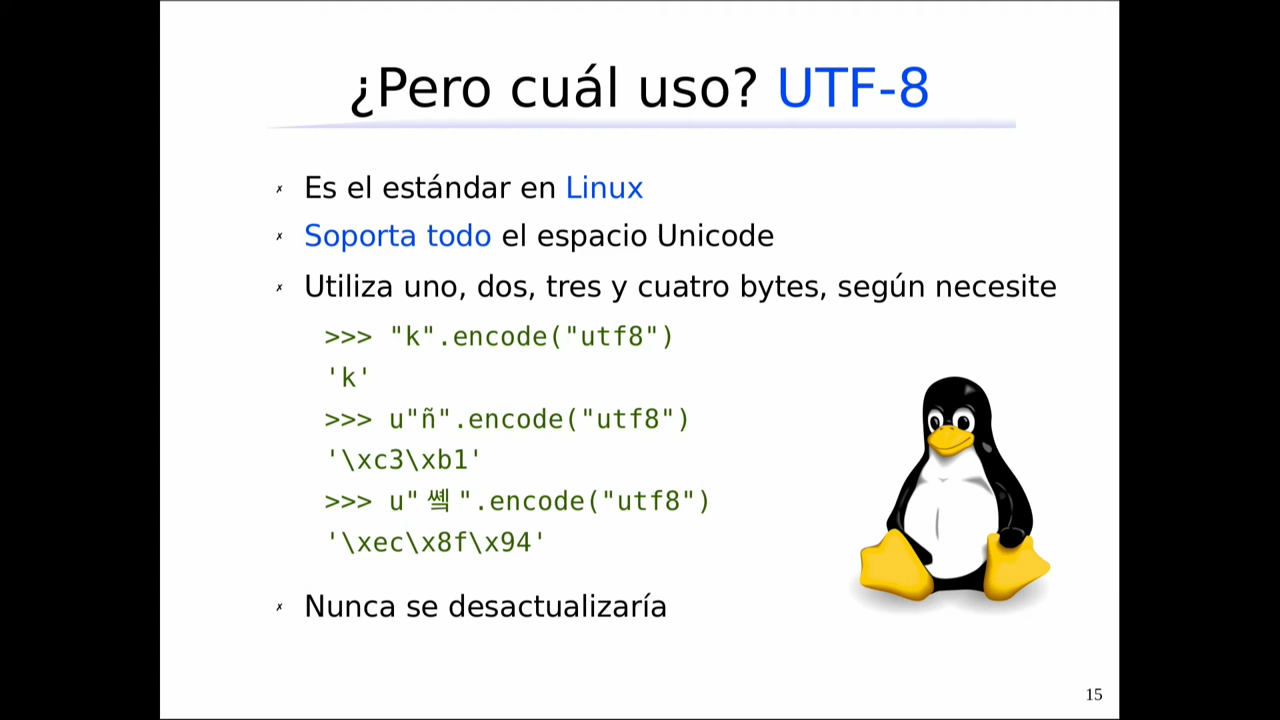 ¿Pero cuál uso? UTF-8
✗ Es el estándar en Linux
✗ Soporta todo el espacio Unicode
✗ Utiliza uno, dos, tres y cuatro bytes, según necesite
>>> "k".encode("utf8")
'k'
>>> u"ñ".encode("utf8")
'\xc3\xb1'
>>> u"쏔".encode("utf8")
'\xec\x8f\x94'
✗ Nunca se desactualizaría
15